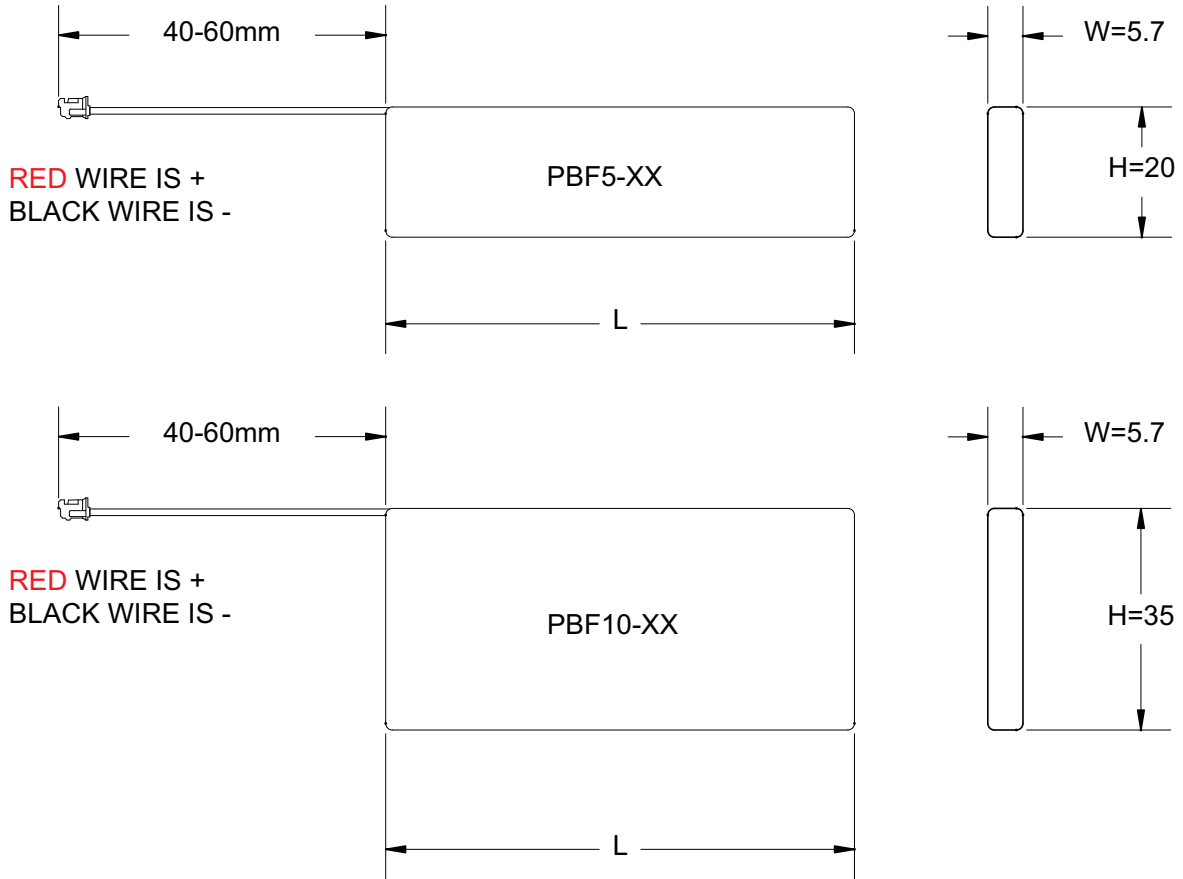 40-60mm
W=5.7
RED WIRE IS +
BLACK WIRE IS -
PBF5-XX
H=20
L
40-60mm
W=5.7
RED WIRE IS +
BLACK WIRE IS -
PBF10-XX
H=35
L